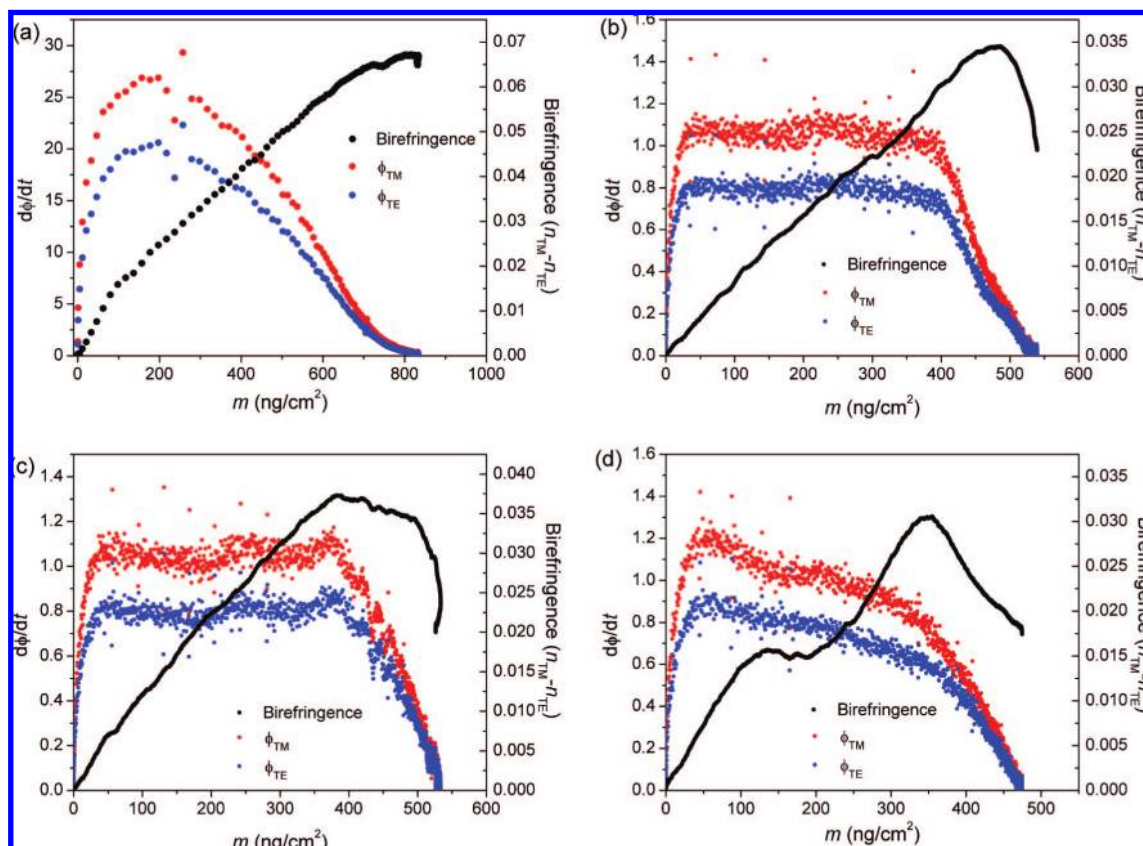 (a)
30
25
20
15
10
5
0
dϕ/dt
0.07
0.06
0.05
0.04
0.03
0.02
0.01
0.00
Birefringence (nTM-nTE)
Birefringence
ϕTM
ϕTE
0 200 400 600 800 1000
m (ng/cm²)
(b)
1.6
1.4
1.2
1.0
0.8
0.6
0.4
0.2
0.0
dϕ/dt
0.035
0.030
0.025
0.020
0.015
0.010
0.005
0.000
Birefringence (nTM-nTE)
Birefringence
ϕTM
ϕTE
0 100 200 300 400 500 600
m (ng/cm²)
(c)
1.4
1.2
1.0
0.8
0.6
0.4
0.2
0.0
dϕ/dt
0.040
0.035
0.030
0.025
0.020
0.015
0.010
0.005
0.000
Birefringence (nTM-nTE)
Birefringence
ϕTM
ϕTE
0 100 200 300 400 500 600
m (ng/cm²)
(d)
1.6
1.4
1.2
1.0
0.8
0.6
0.4
0.2
0.0
dϕ/dt
0.035
0.030
0.025
0.020
0.015
0.010
0.005
0.000
Birefringence (nTM-nTE)
Birefringence
ϕTM
ϕTE
0 100 200 300 400 500
m (ng/cm²)